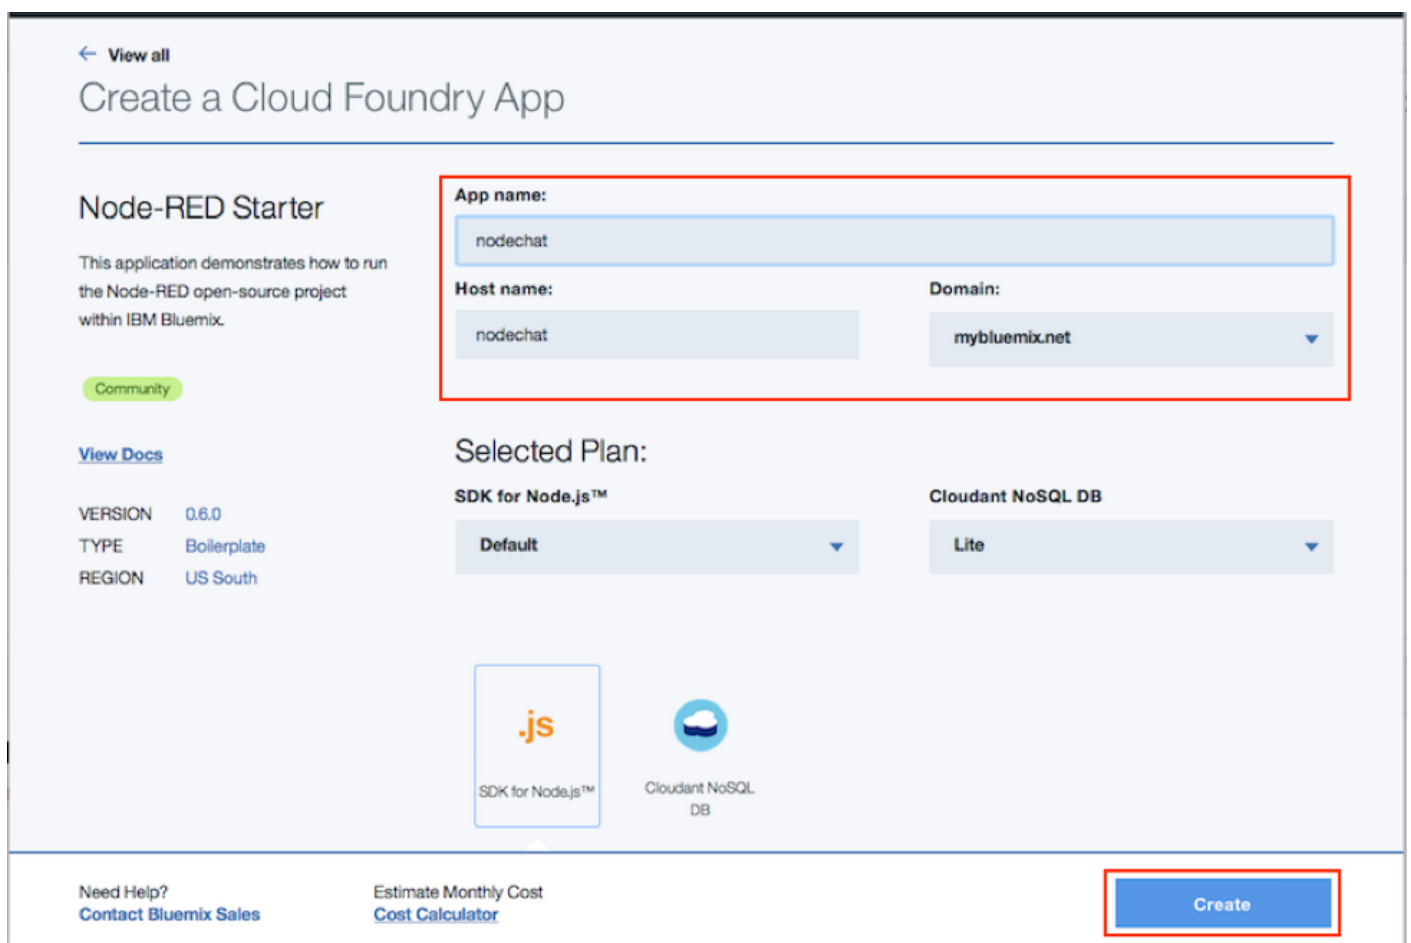 ← View all
Create a Cloud Foundry App
Node-RED Starter
This application demonstrates how to run
the Node-RED open-source project
within IBM Bluemix.
Community
View Docs
VERSION 0.6.0
TYPE Boilerplate
REGION US South
App name:
nodechat
Host name:
nodechat
Domain:
mybluemix.net
Selected Plan:
SDK for Node.js™
Default
Cloudant NoSQL DB
Lite
.js
SDK for Node.js™
Cloudant NoSQL
DB
Need Help?
Contact Bluemix Sales
Estimate Monthly Cost
Cost Calculator
Create